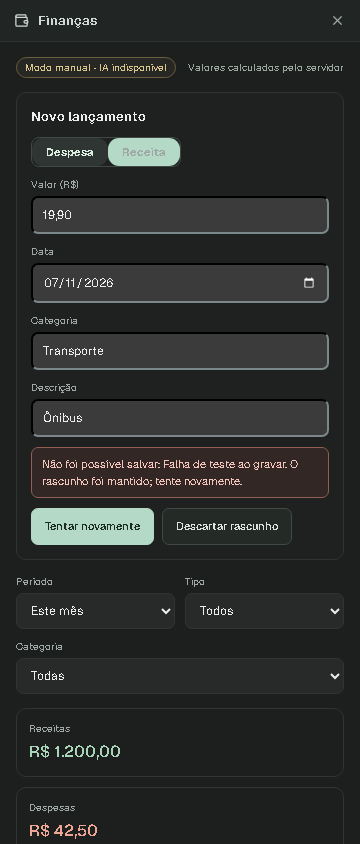 Finanças
Modo manual · IA indisponível
Valores calculados pelo servidor
Novo lançamento
Despesa
Receita
Valor (R$)
19,90
Data
07/11/2026
Categoria
Transporte
Descrição
Ônibus
Não foi possível salvar: Falha de teste ao gravar. O
rascunho foi mantido; tente novamente.
Tentar novamente
Descartar rascunho
Período
Tipo
Este mês
Todos
Categoria
Todas
Receitas
R$ 1.200,00
Despesas
R$ 42,50